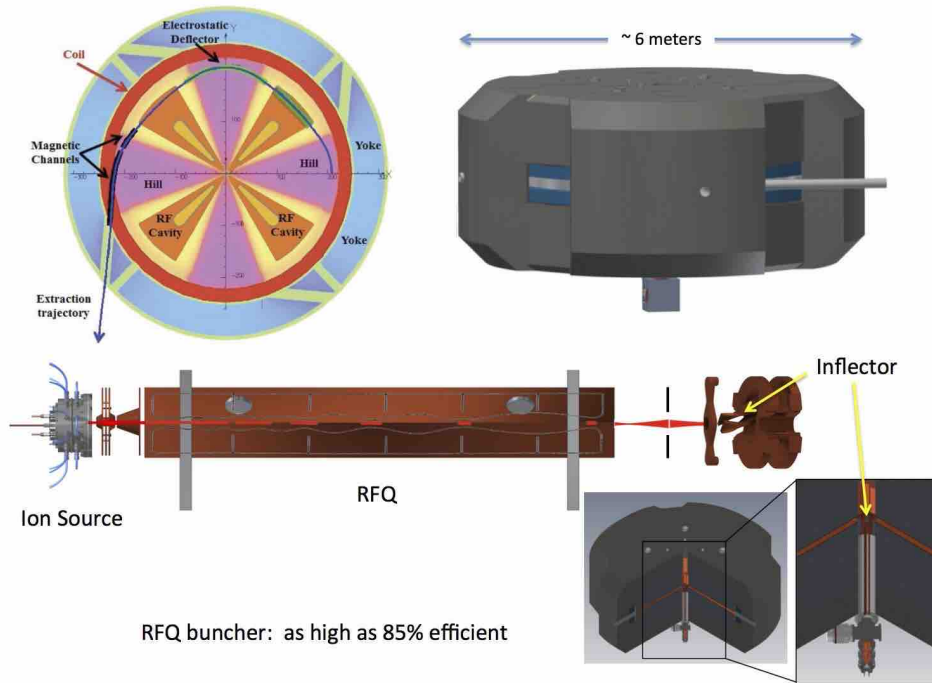 Electrostatic
Deflector
Coil
Magnetic
Channels
Hill
Hill
Yoke
Yoke
RF
Cavity
RF
Cavity
Extraction
trajectory
~ 6 meters
Inflector
Ion Source
RFQ
RFQ buncher:  as high as 85% efficient